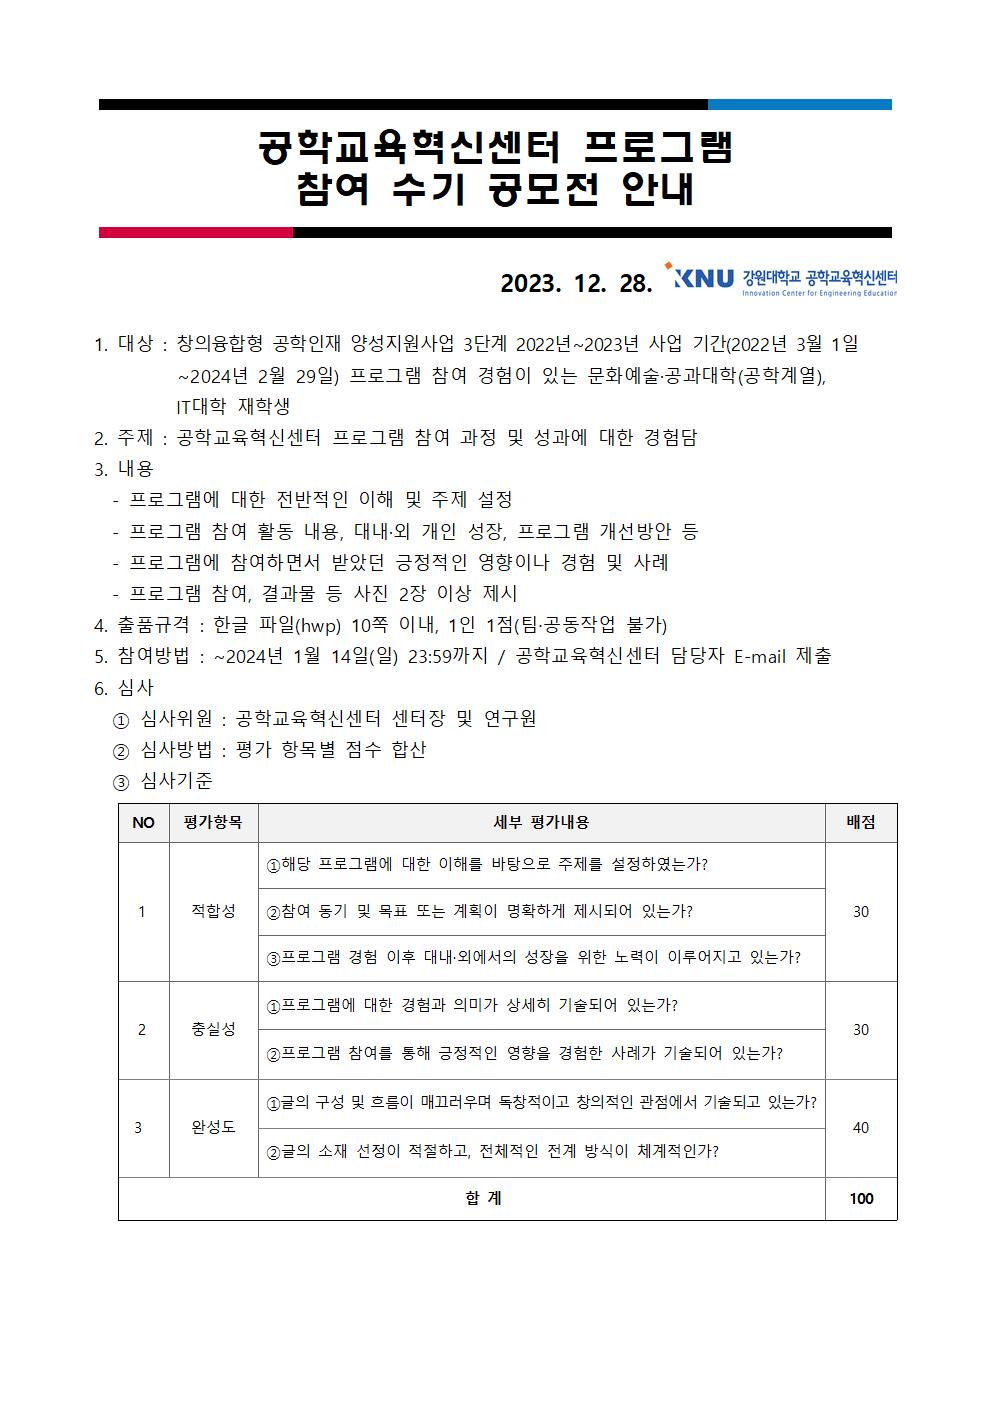 공학교육혁신센터 프로그램
참여 수기 공모전 안내
2023. 12. 28. KNU 강원대학교 공학교육혁신센터
Innovation Center for Engineering Education
1. 대상 : 창의융합형 공학인재 양성지원사업 3단계 2022년~2023년 사업 기간(2022년 3월 1일
~2024년 2월 29일) 프로그램 참여 경험이 있는 문화예술·공과대학(공학계열),
IT대학 재학생
2. 주제 : 공학교육혁신센터 프로그램 참여 과정 및 성과에 대한 경험담
3. 내용
- 프로그램에 대한 전반적인 이해 및 주제 설정
- 프로그램 참여 활동 내용, 대내·외 개인 성장, 프로그램 개선방안 등
- 프로그램에 참여하면서 받았던 긍정적인 영향이나 경험 및 사례
- 프로그램 참여, 결과물 등 사진 2장 이상 제시
4. 출품규격 : 한글 파일(hwp) 10쪽 이내, 1인 1점(팀·공동작업 불가)
5. 참여방법 : ~2024년 1월 14일(일) 23:59까지 / 공학교육혁신센터 담당자 E-mail 제출
6. 심사
① 심사위원 : 공학교육혁신센터 센터장 및 연구원
② 심사방법 : 평가 항목별 점수 합산
③ 심사기준
NO 평가항목 세부 평가내용 배점
①해당 프로그램에 대한 이해를 바탕으로 주제를 설정하였는가?
1 적합성 ②참여 동기 및 목표 또는 계획이 명확하게 제시되어 있는가? 30
③프로그램 경험 이후 대내·외에서의 성장을 위한 노력이 이루어지고 있는가?
①프로그램에 대한 경험과 의미가 상세히 기술되어 있는가?
2 충실성 30
②프로그램 참여를 통해 긍정적인 영향을 경험한 사례가 기술되어 있는가?
①글의 구성 및 흐름이 매끄러우며 독창적이고 창의적인 관점에서 기술되고 있는가?
3 완성도 40
②글의 소재 선정이 적절하고, 전체적인 전계 방식이 체계적인가?
합 계 100